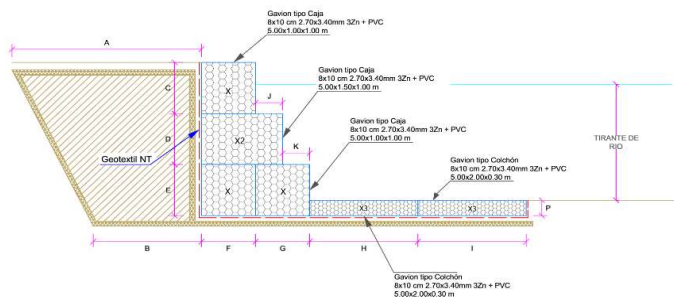 Gavion tipo Caja
8x10 cm 2.70x3.40mm 3Zn + PVC
5.00x1.00x1.00 m
A
Gavion tipo Caja
8x10 cm 2.70x3.40mm 3Zn + PVC
5.00x1.50x1.00 m
C
X
J
Gavion tipo Caja
8x10 cm 2.70x3.40mm 3Zn + PVC
5.00x1.00x1.00 m
D
X2
K
TIRANTE DE
RIO
Geotextil NT
Gavion tipo Colchón
8x10 cm 2.70x3.40mm 3Zn + PVC
5.00x2.00x0.30 m
E
X
X
X3
X3
P
B
F
G
H
I
Gavion tipo Colchón
8x10 cm 2.70x3.40mm 3Zn + PVC
5.00x2.00x0.30 m